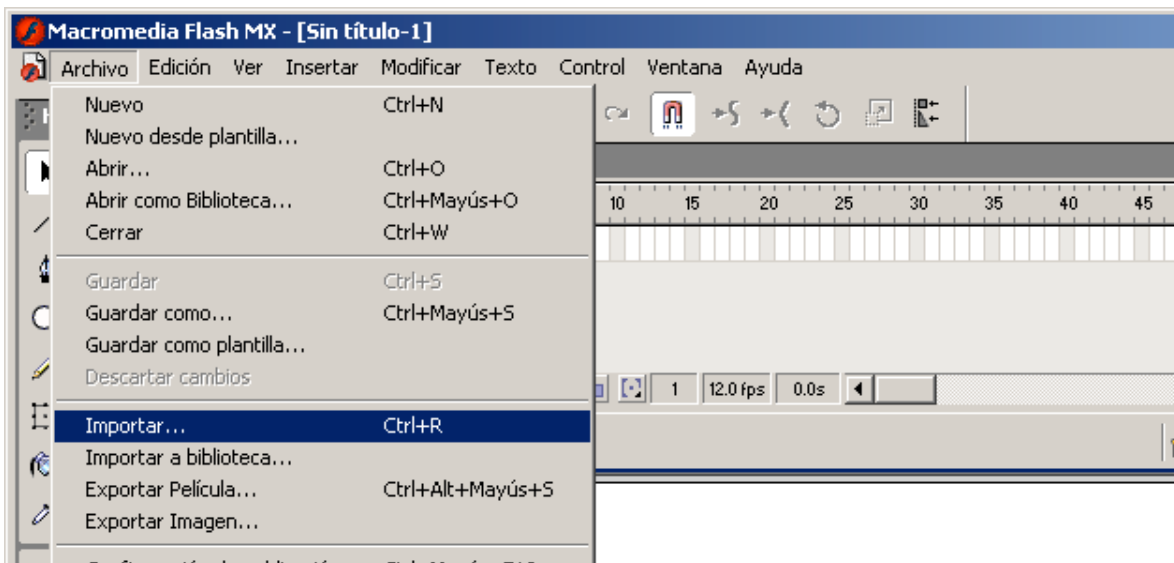 Macromedia Flash MX - [Sin título-1]
Archivo Edición Ver Insertar Modificar Texto Control Ventana Ayuda
Nuevo Ctrl+N
Nuevo desde plantilla...
Abrir... Ctrl+O
Abrir como Biblioteca... Ctrl+Mayús+O
Cerrar Ctrl+W
10 15 20 25 30 35 40 45
Guardar Ctrl+S
Guardar como... Ctrl+Mayús+S
Guardar como plantilla...
Descartar cambios
1 12.0 fps 0.0s
Importar... Ctrl+R
Importar a biblioteca...
Exportar Película... Ctrl+Alt+Mayús+S
Exportar Imagen...